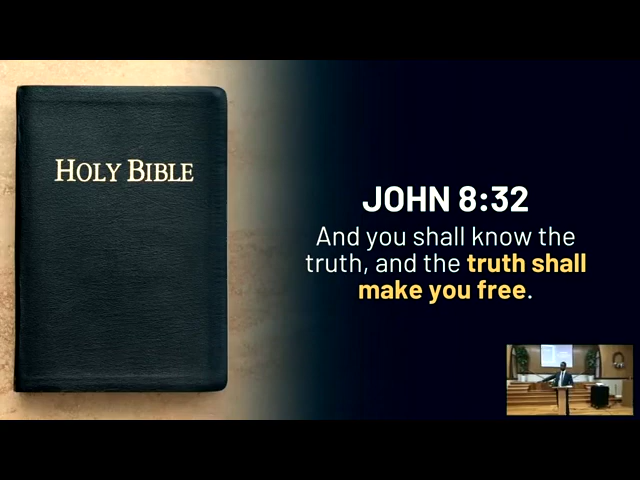 HOLY BIBLE
JOHN 8:32
And you shall know the
truth, and the truth shall
make you free.